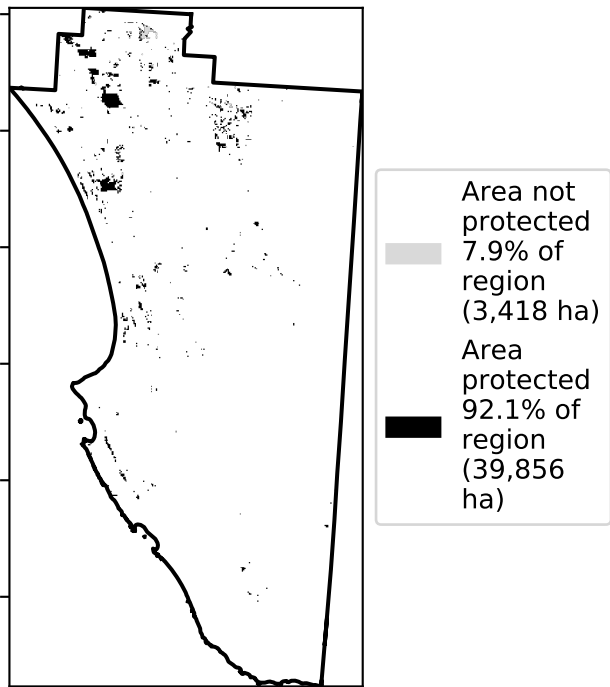 Area not
protected
7.9% of
region
(3,418 ha)
Area
protected
92.1% of
region
(39,856
ha)